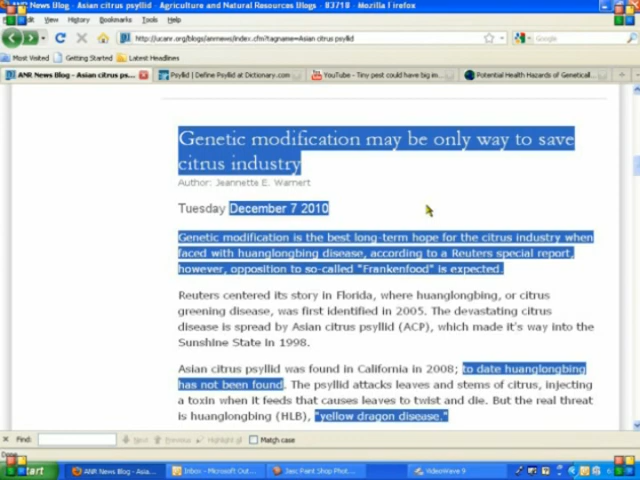 ANR News Blog - Asian citrus psyllid - Agriculture and Natural Resources Blogs - 83710 - Mozilla Firefox
View History Bookmarks Tools Help
http://ucanr.org/blogs/anrnews/index.cfm?tagname=Asian citrus psyllid
Google
Most Visited Getting Started Latest Headlines
ANR News Blog - Asian citrus ps... Psyllid | Define Psyllid at Dictionary.com YouTube - Tiny pest could have big im... Potential Health Hazards of Geneticall...
Genetic modification may be only way to save
citrus industry
Author: Jeannette E. Warnert
Tuesday December 7 2010
Genetic modification is the best long-term hope for the citrus industry when
faced with huanglongbing disease, according to a Reuters special report,
however, opposition to so-called "Frankenfood" is expected.
Reuters centered its story in Florida, where huanglongbing, or citrus
greening disease, was first identified in 2005. The devastating citrus
disease is spread by Asian citrus psyllid (ACP), which made it's way into the
Sunshine State in 1998.
Asian citrus psyllid was found in California in 2008; to date huanglongbing
has not been found. The psyllid attacks leaves and stems of citrus, injecting
a toxin when it feeds that causes leaves to twist and die. But the real threat
is huanglongbing (HLB), "yellow dragon disease."
Find: Next Previous Highlight all Match case
Done
start ANR News Blog - Asia... Inbox - Microsoft Out... Jasc Paint Shop Phot... VideoWave 9